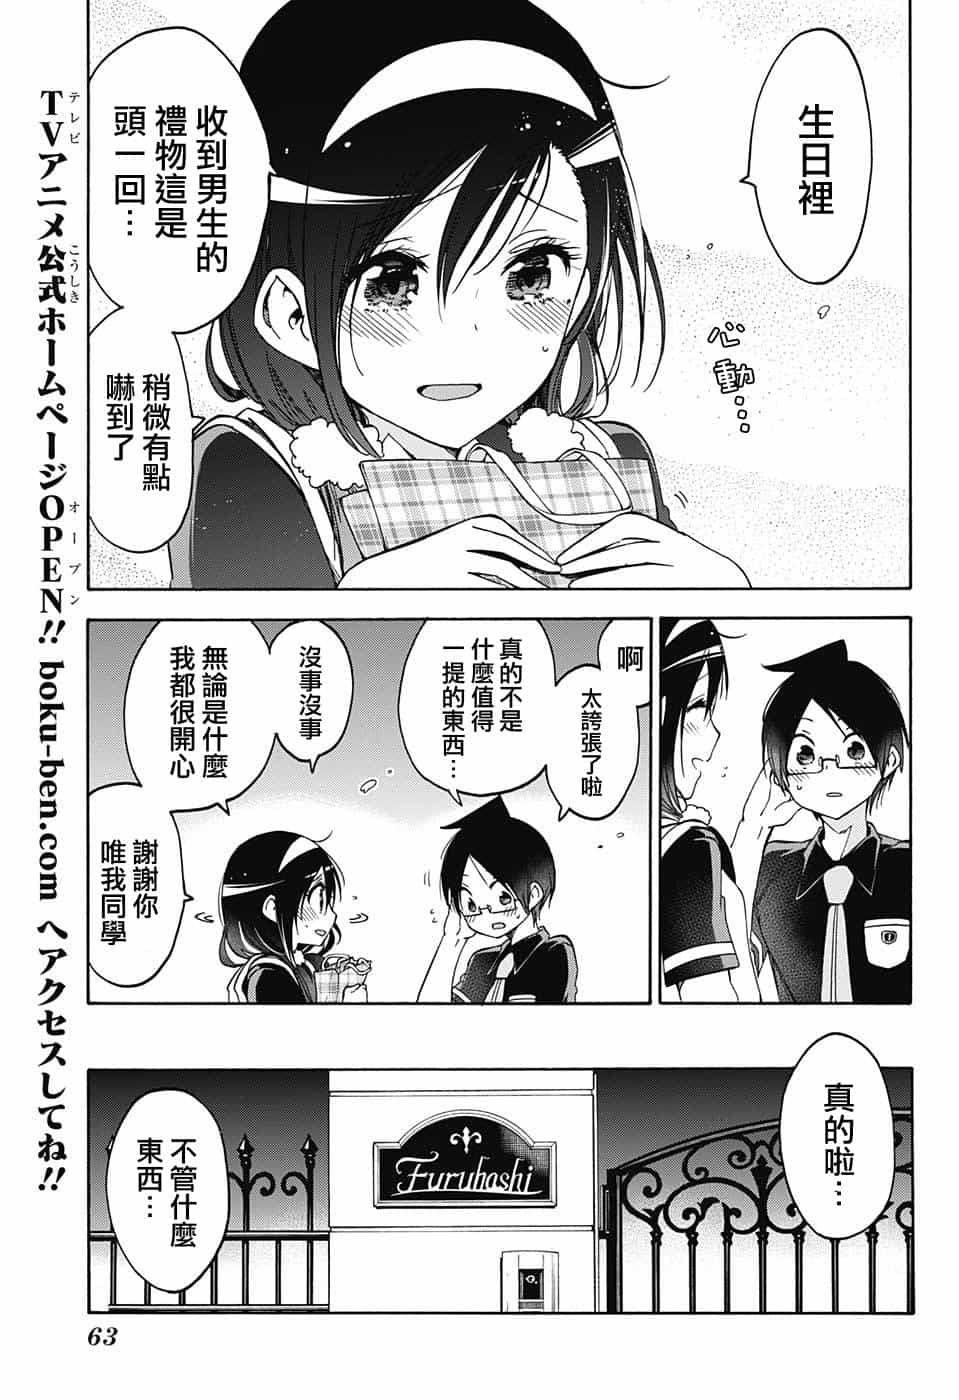 生日裡
收到男生的
禮物這是
頭一回…
心動…
稍微有點
嚇到了
啊
太誇張了啦
真的不是
什麼值得
一提的東西…
沒事沒事
無論是什麼
我都很開心
謝謝你
唯我同學
真的啦…
Furuhashi
不管什麼
東西…
TVアニメ公式ホームページOPEN!! boku-ben.com へアクセスしてね!!
テレビ
こうしき
オープン
63